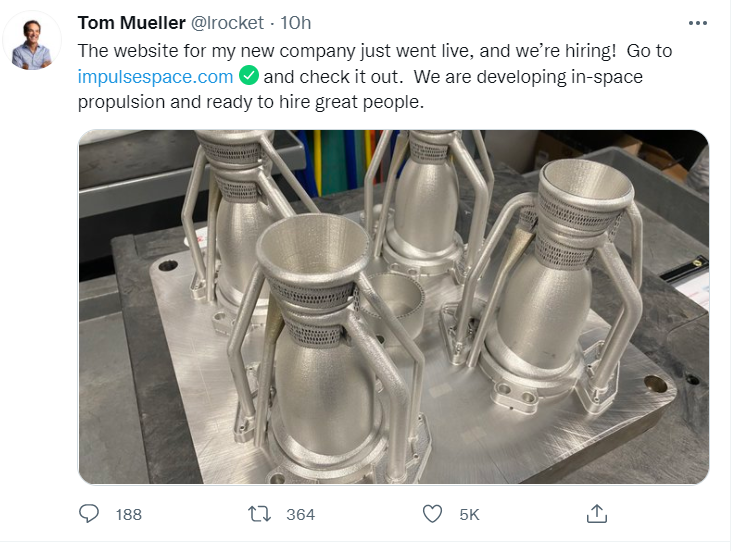 Tom Mueller @lrocket · 10h
The website for my new company just went live, and we’re hiring!  Go to
impulsespace.com ✅ and check it out.  We are developing in-space
propulsion and ready to hire great people.
188 364 5K